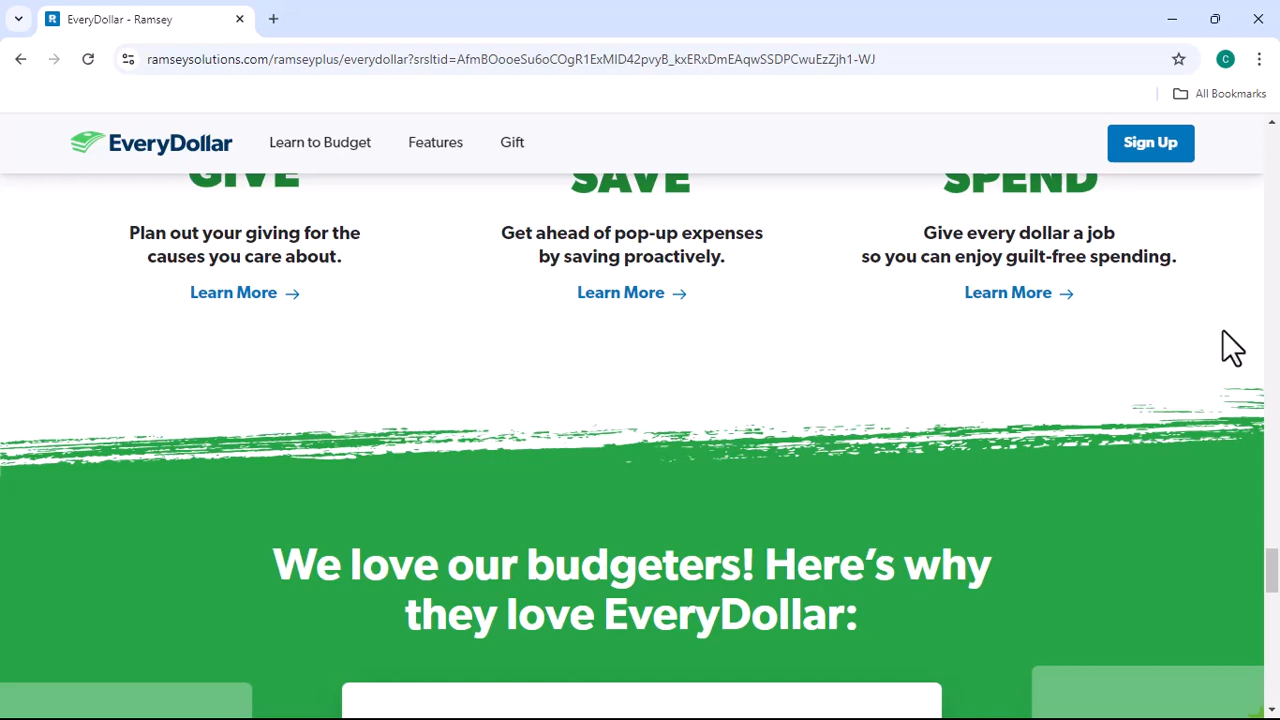 EveryDollar - Ramsey
ramseysolutions.com/ramseyplus/everydollar?srsltid=AfmBOooeSu6oCOgR1ExMID42pvyB_kxERxDmEAqwSSDPCwuEzZjh1-WJ
C
All Bookmarks
EveryDollar
Learn to Budget
Features
Gift
Sign Up
GIVE
SAVE
SPEND
Plan out your giving for the
causes you care about.
Learn More →
Get ahead of pop-up expenses
by saving proactively.
Learn More →
Give every dollar a job
so you can enjoy guilt-free spending.
Learn More →
We love our budgeters! Here’s why
they love EveryDollar: